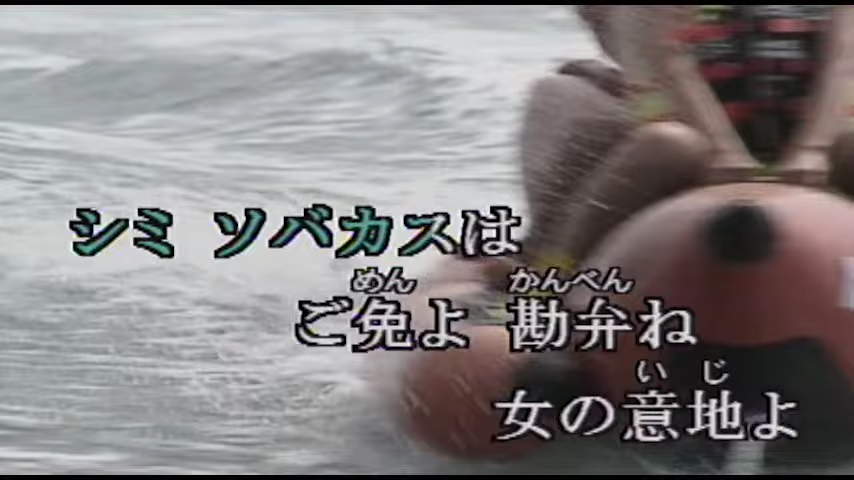 シミ ソバカスは
めん かんべん
ご免よ 勘弁ね
いじ
女の意地よ